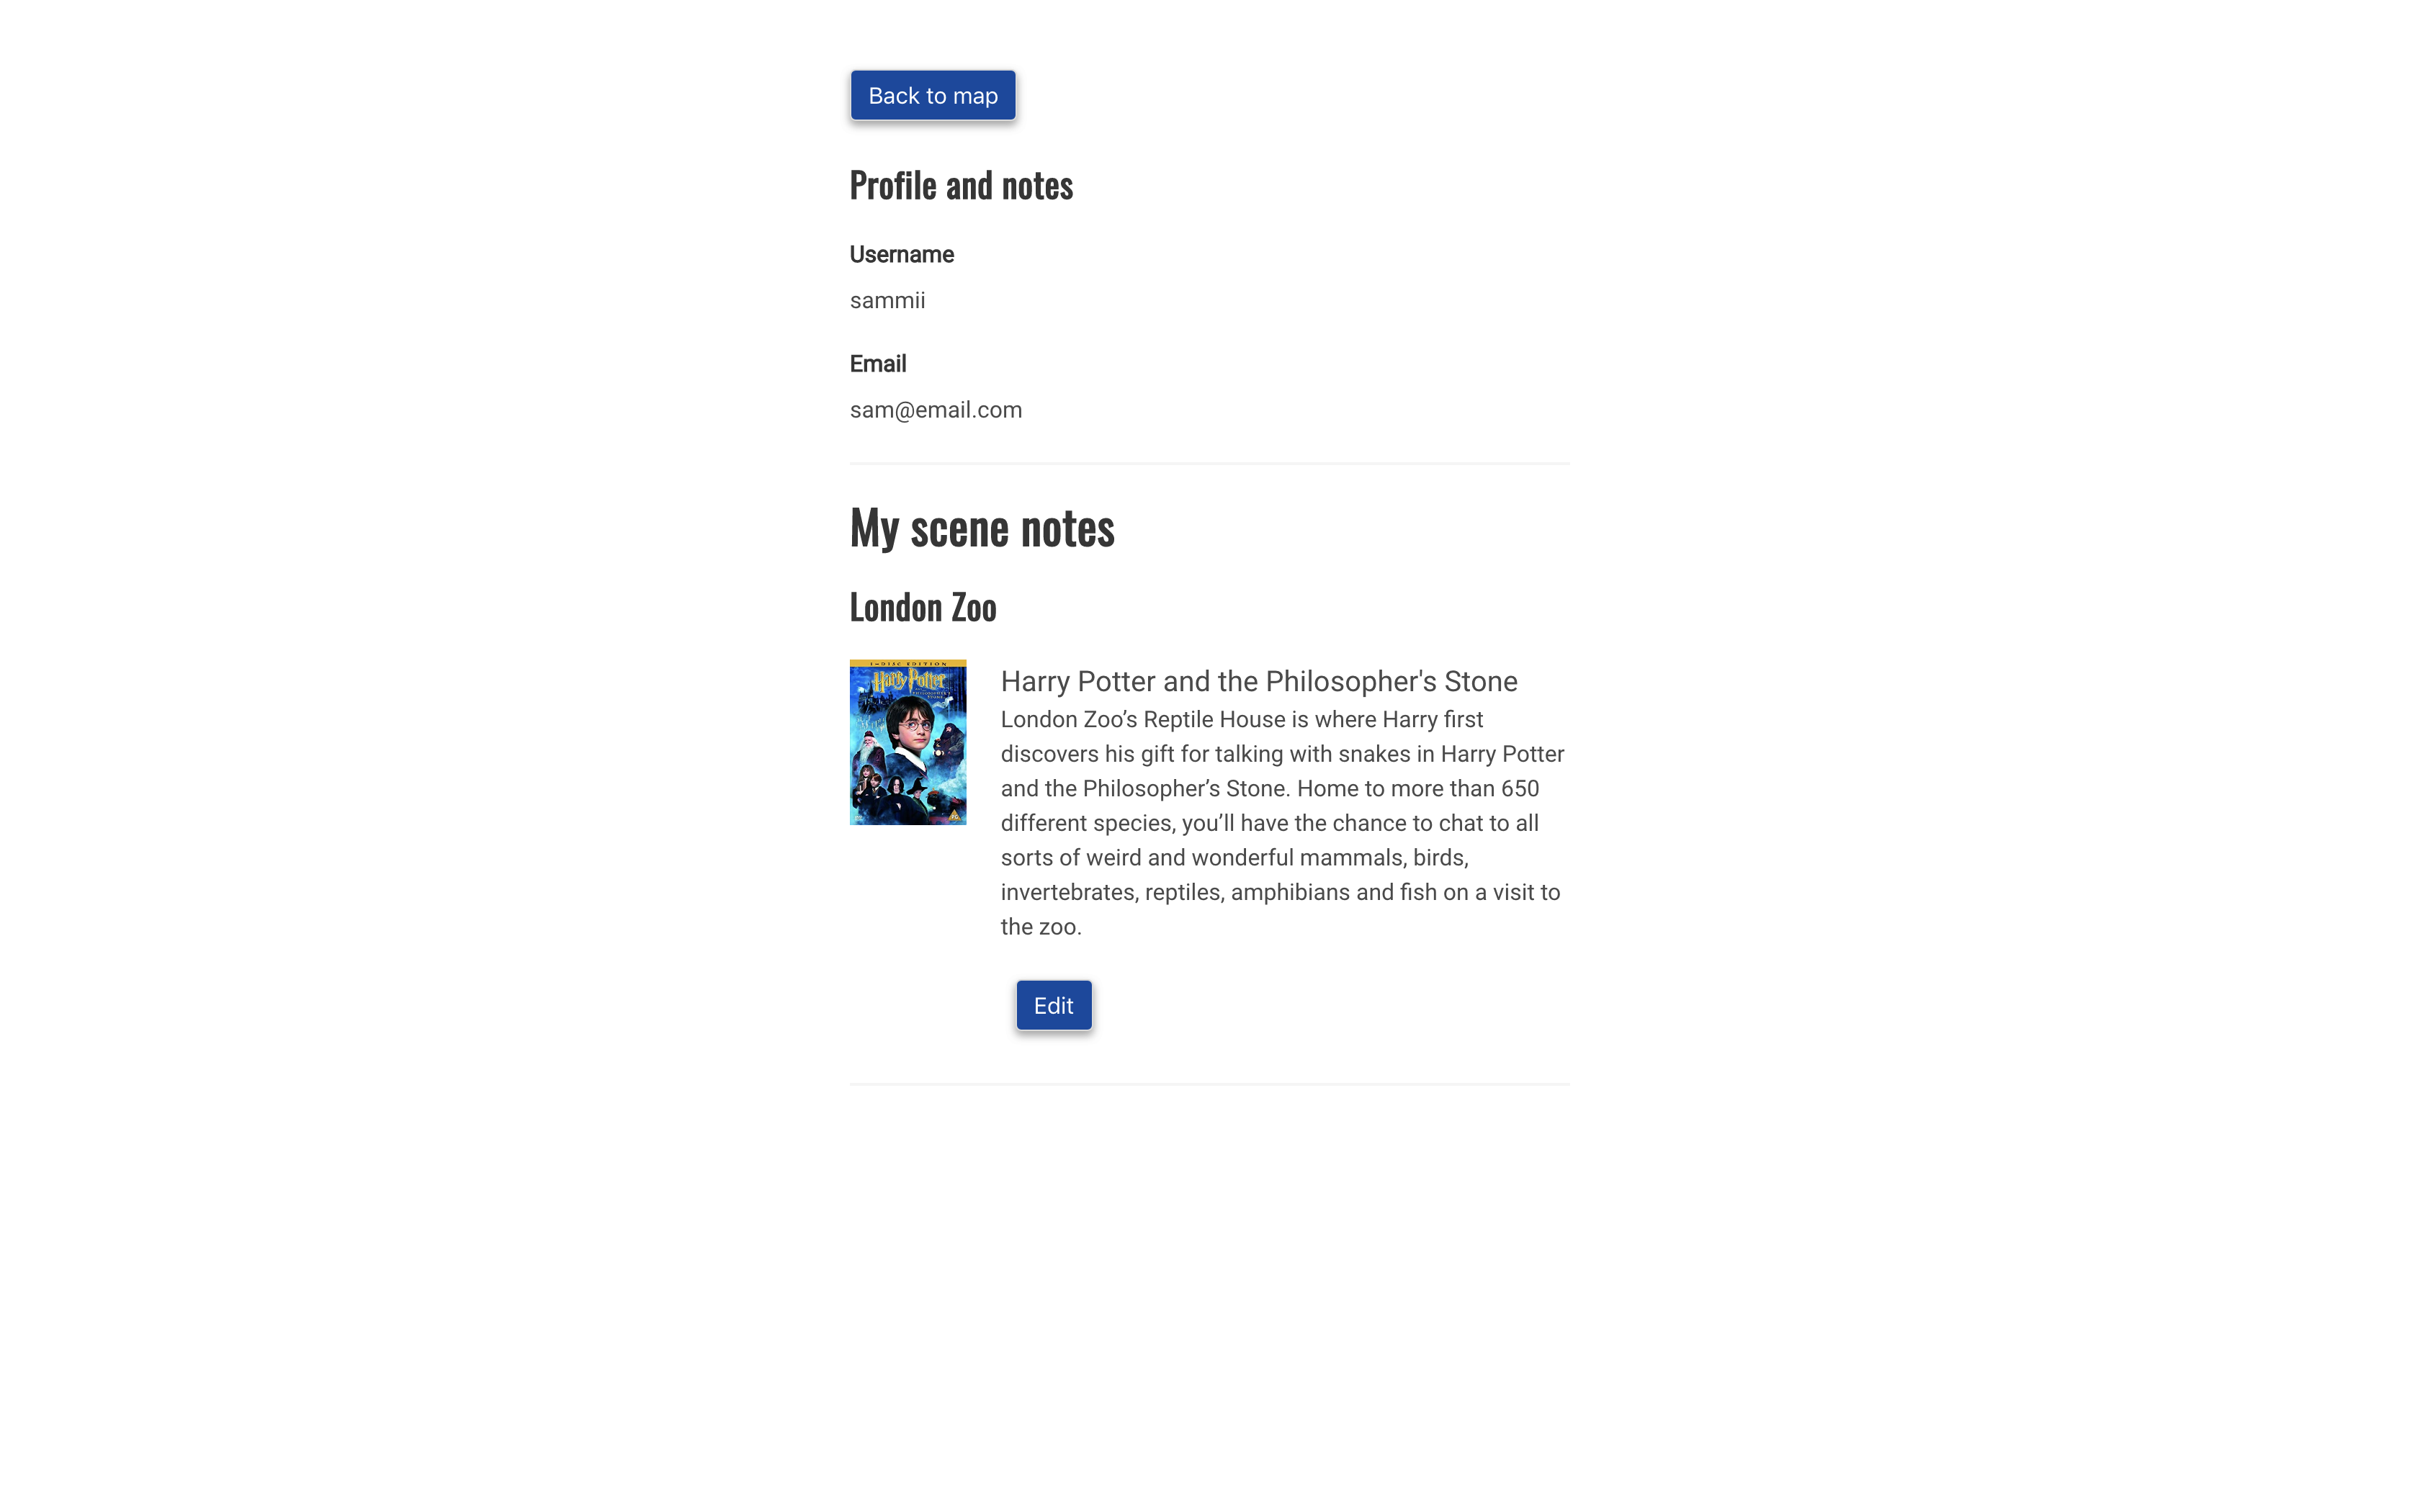 Back to map
Profile and notes
Username
sammii
Email
sam@email.com
My scene notes
London Zoo
Harry Potter
Harry Potter and the Philosopher's Stone
London Zoo’s Reptile House is where Harry first
discovers his gift for talking with snakes in Harry Potter
and the Philosopher’s Stone. Home to more than 650
different species, you’ll have the chance to chat to all
sorts of weird and wonderful mammals, birds,
invertebrates, reptiles, amphibians and fish on a visit to
the zoo.
Edit